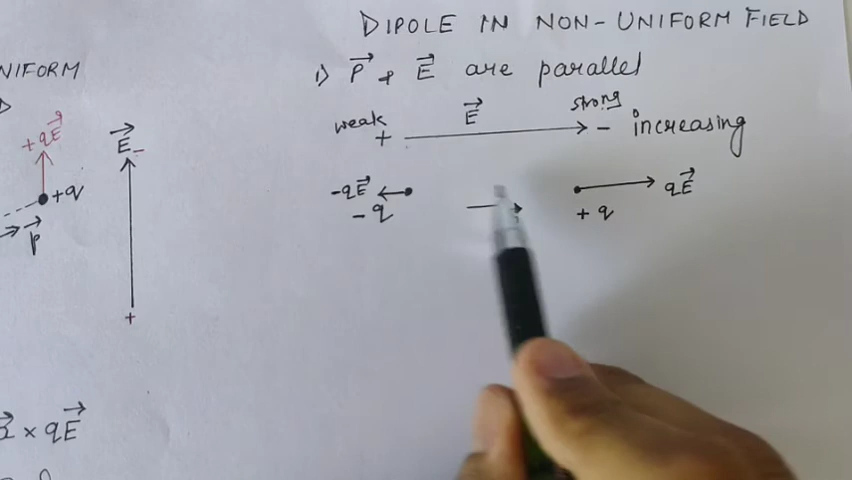 DIPOLE IN NON-UNIFORM FIELD
NIFORM
1) P⃗ & E⃗ are parallel
weak E⃗ strong
+ - increasing
+qE⃗
E⃗ -
+q
p⃗
+
-qE⃗
-q
qE⃗
+q
× qE⃗